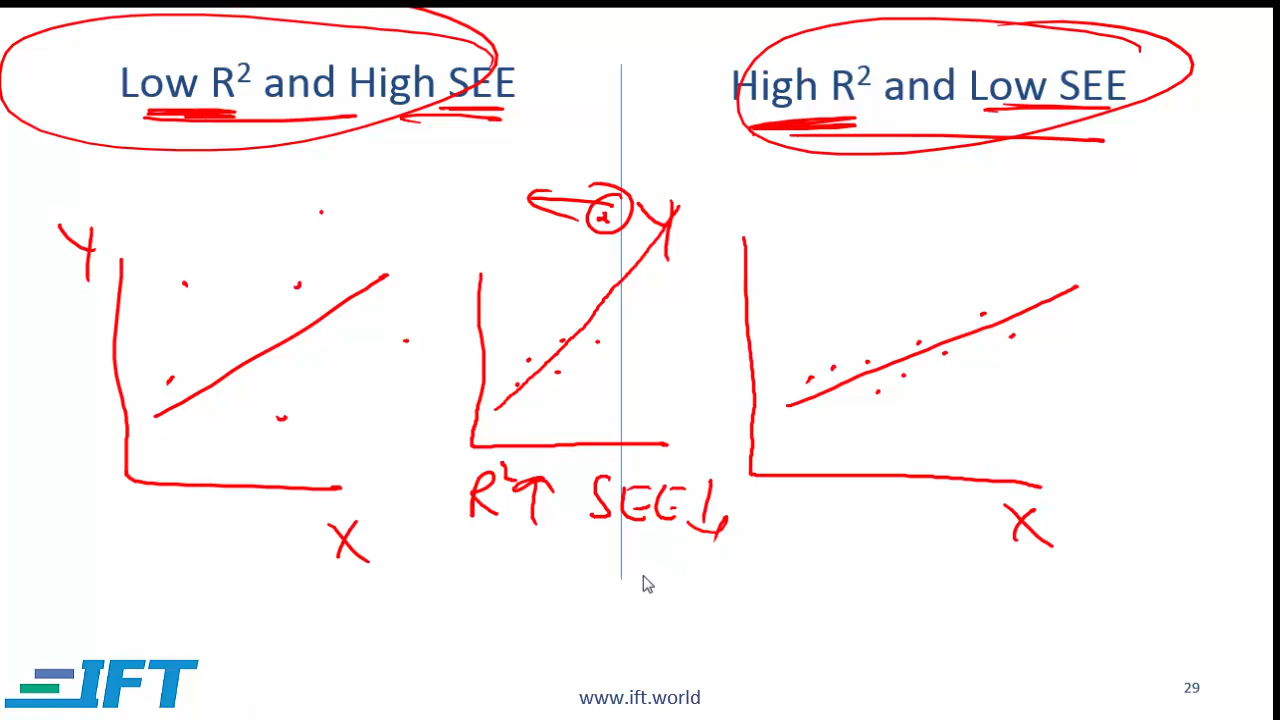 Low R² and High SEE
High R² and Low SEE
Y
Y
R²↑ SEE↓
X
X
IFT
www.ift.world
29